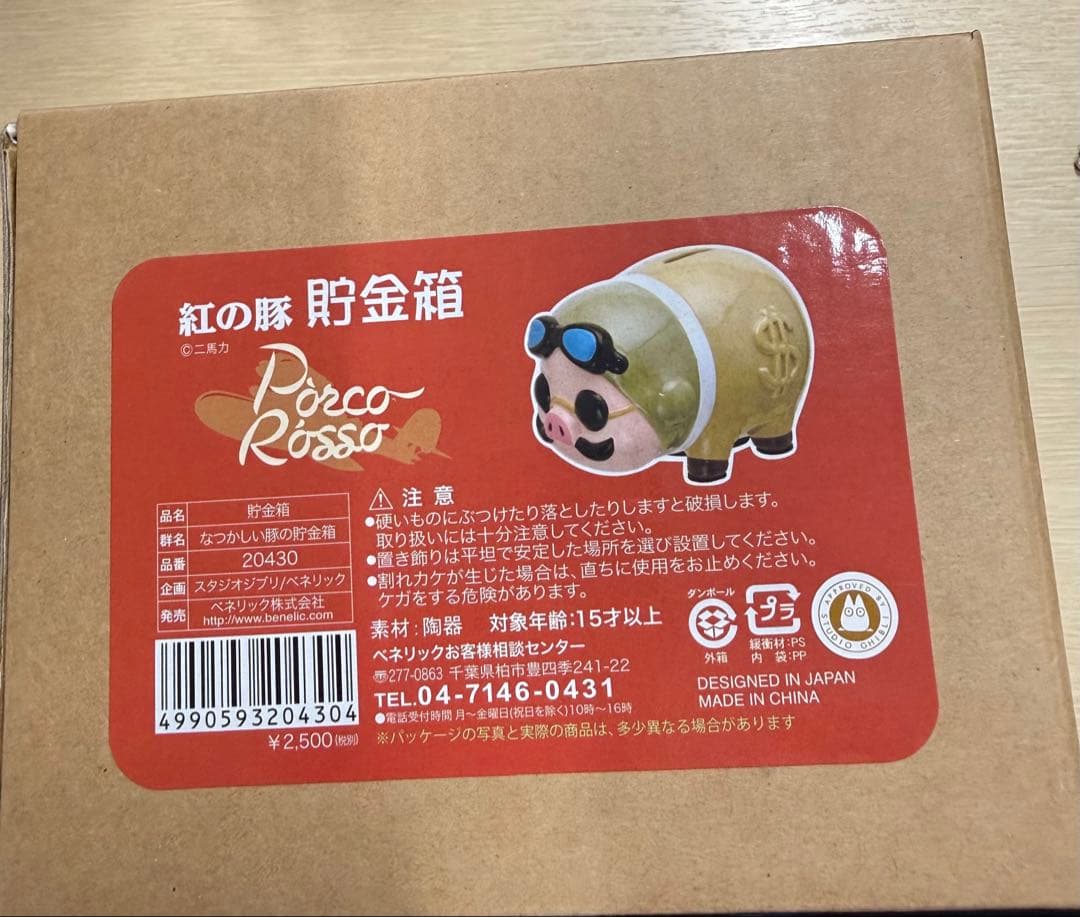 紅の豚 貯金箱
©二馬力
Pòrco
Rósso
品名 貯金箱
群名 なつかしい豚の貯金箱
品番 20430
企画 スタジオジブリ/ベネリック
発売 ベネリック株式会社
http://www.benelic.com
4990593204304
¥2,500(税別)
$
⚠ 注意
●硬いものにぶつけたり落としたりしますと破損します。
取り扱いには十分注意してください。
●置き飾りは平坦で安定した場所を選び設置してください。
●割れカケが生じた場合は、直ちに使用をお止めください。
ケガをする危険があります。
素材:陶器 対象年齢:15才以上
ベネリックお客様相談センター
〠277-0863 千葉県柏市豊四季241-22
TEL.04-7146-0431
●電話受付時間 月〜金曜日(祝日を除く)10時〜16時
※パッケージの写真と実際の商品は、多少異なる場合があります
ダンボール
外箱
プラ
緩衝材:PS
内 袋:PP
APPROVED BY
STUDIO GHIBLI
DESIGNED IN JAPAN
MADE IN CHINA